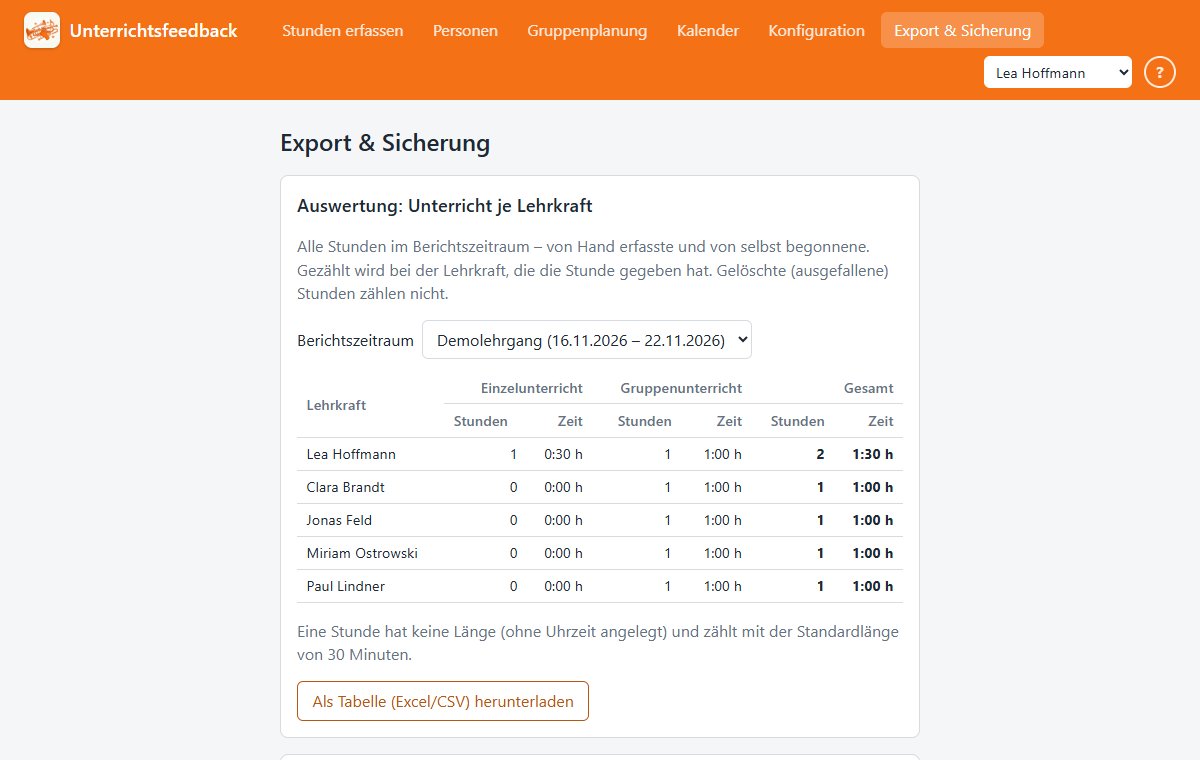 Unterrichtsfeedback
Stunden erfassen Personen Gruppenplanung Kalender Konfiguration Export & Sicherung
Lea Hoffmann ?
Export & Sicherung
Auswertung: Unterricht je Lehrkraft
Alle Stunden im Berichtszeitraum – von Hand erfasste und von selbst begonnene.
Gezählt wird bei der Lehrkraft, die die Stunde gegeben hat. Gelöschte (ausgefallene)
Stunden zählen nicht.
Berichtszeitraum Demolehrgang (16.11.2026 – 22.11.2026)
Lehrkraft Einzelunterricht Gruppenunterricht Gesamt
Stunden Zeit Stunden Zeit Stunden Zeit
Lea Hoffmann 1 0:30 h 1 1:00 h 2 1:30 h
Clara Brandt 0 0:00 h 1 1:00 h 1 1:00 h
Jonas Feld 0 0:00 h 1 1:00 h 1 1:00 h
Miriam Ostrowski 0 0:00 h 1 1:00 h 1 1:00 h
Paul Lindner 0 0:00 h 1 1:00 h 1 1:00 h
Eine Stunde hat keine Länge (ohne Uhrzeit angelegt) und zählt mit der Standardlänge
von 30 Minuten.
Als Tabelle (Excel/CSV) herunterladen